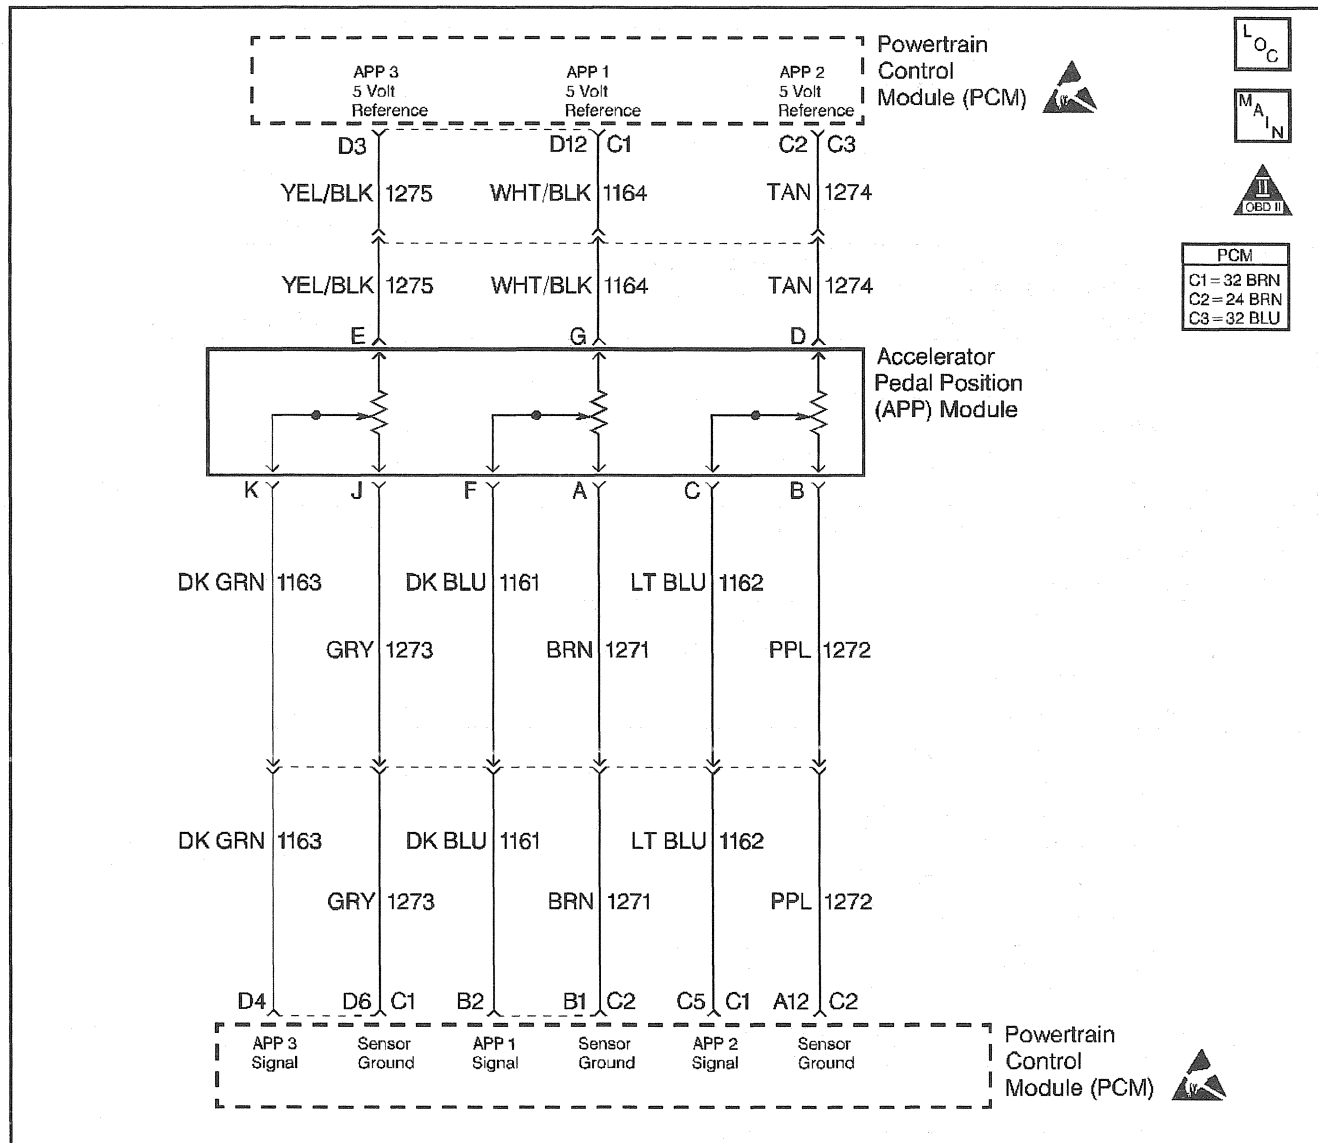 APP 3
5 Volt
Reference
APP 1
5 Volt
Reference
APP 2
5 Volt
Reference
Powertrain
Control
Module (PCM)
LOC
MAIN
II
OBD II
D3 D12 C1 C2 C3
YEL/BLK 1275 WHT/BLK 1164 TAN 1274
YEL/BLK 1275 WHT/BLK 1164 TAN 1274
PCM
C1=32 BRN
C2=24 BRN
C3=32 BLU
E G D
Accelerator
Pedal Position
(APP) Module
K J F A C B
DK GRN 1163 DK BLU 1161 LT BLU 1162
GRY 1273 BRN 1271 PPL 1272
DK GRN 1163 DK BLU 1161 LT BLU 1162
GRY 1273 BRN 1271 PPL 1272
D4 D6 C1 B2 B1 C2 C5 C1 A12 C2
APP 3
Signal
Sensor
Ground
APP 1
Signal
Sensor
Ground
APP 2
Signal
Sensor
Ground
Powertrain
Control
Module (PCM)